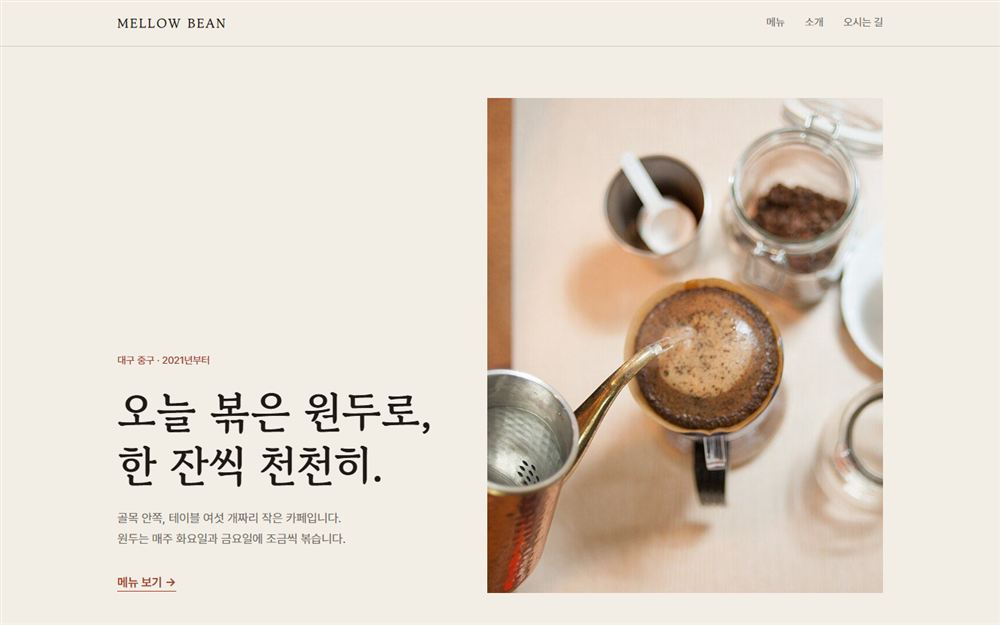 MELLOW BEAN
메뉴 소개 오시는 길
대구 중구 · 2021년부터
오늘 볶은 원두로,
한 잔씩 천천히.
골목 안쪽, 테이블 여섯 개짜리 작은 카페입니다.
원두는 매주 화요일과 금요일에 조금씩 볶습니다.
메뉴 보기 →